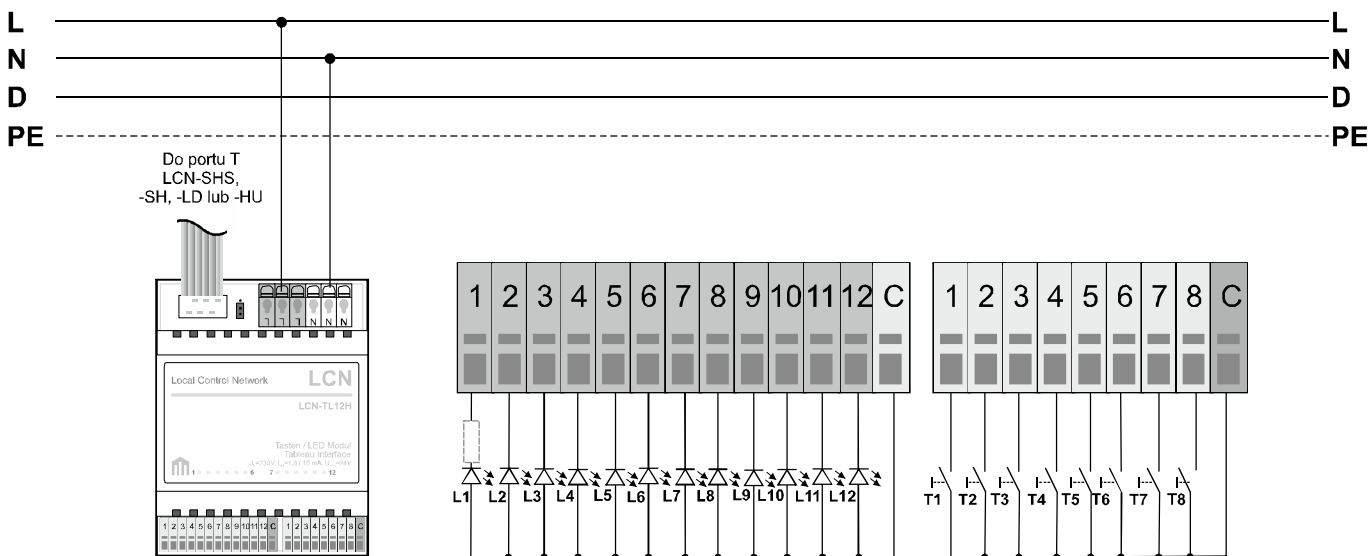 L L
N N
D D
PE PE
Do portu T
LCN-SHS,
-SH, -LD lub -HU
1 2 3 4 5 6 7 8 9 10 11 12 C
1 2 3 4 5 6 7 8 C
L L L N N N
Local Control Network LCN
LCN-TL12H
Tasten / LED Modul
Tableau Interface
1 6 7 12
L1 L2 L3 L4 L5 L6 L7 L8 L9 L10 L11 L12
T1 T2 T3 T4 T5 T6 T7 T8
1 2 3 4 5 6 7 8 9 10 11 12 C 1 2 3 4 5 6 7 8 C